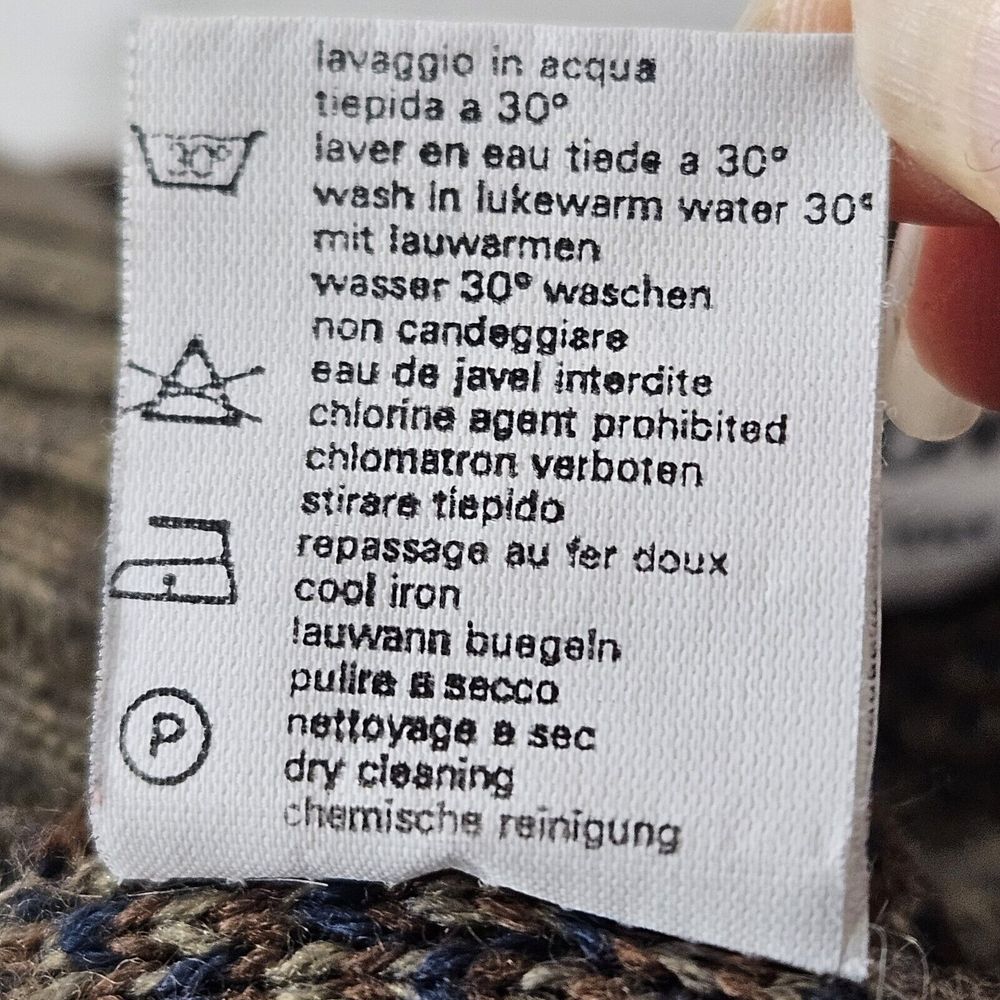 lavaggio in acqua
tiepida a 30°
30°
laver en eau tiede a 30°
wash in lukewarm water 30°
mit lauwarmen
wasser 30° waschen
non candeggiare
eau de javel interdite
chlorine agent prohibited
chlomatron verboten
stirare tiepido
repassage au fer doux
cool iron
lauwann buegeln
pulire a secco
nettoyage a sec
P
dry cleaning
chemische reinigung